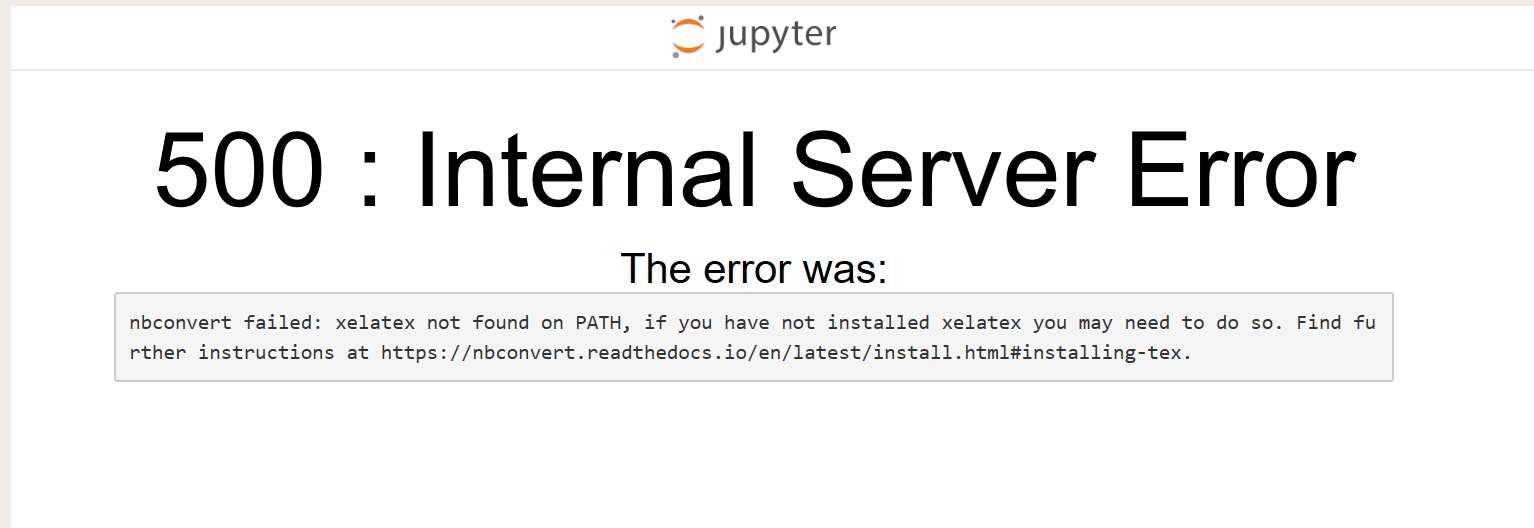 jupyter
500 : Internal Server Error
The error was:
nbconvert failed: xelatex not found on PATH, if you have not installed xelatex you may need to do so. Find fu
rther instructions at https://nbconvert.readthedocs.io/en/latest/install.html#installing-tex.